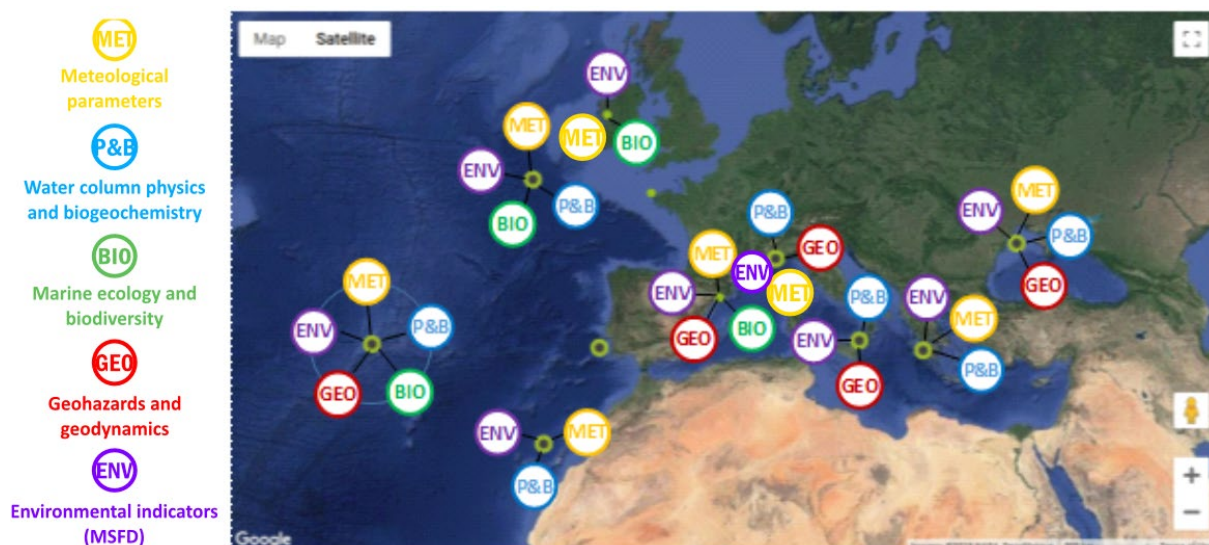 MET
Meteological
parameters
P&B
Water column physics
and biogeochemistry
BIO
Marine ecology and
biodiversity
GEO
Geohazards and
geodynamics
ENV
Environmental indicators
(MSFD)
Map Satellite
ENV
MET
MET
BIO
ENV
P&B
BIO
MET
ENV
P&B
GEO
BIO
ENV
MET
P&B
P&B
MET
ENV
GEO
MET
ENV
GEO
BIO
P&B
ENV
GEO
ENV
MET
P&B
MET
ENV
P&B
GEO
Google